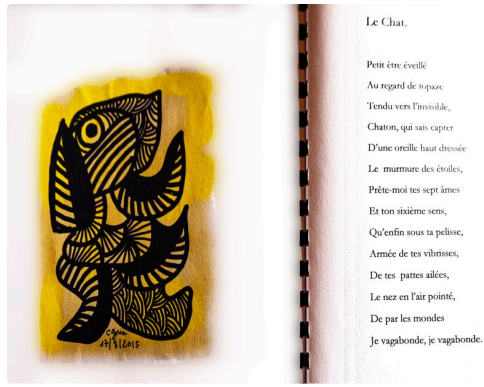 17/8/2015
Le Chat.
Petit être éveillé
Au regard de topaze
Tendu vers l'invisible,
Chaton, qui sais capter
D'une oreille haut dressée
Le murmure des étoiles,
Prête-moi tes sept âmes
Et ton sixième sens,
Qu'enfin sous ta pelisse,
Armée de tes vibrisses,
De tes pattes ailées,
Le nez en l'air pointé,
De par les mondes
Je vagabonde, je vagabonde.